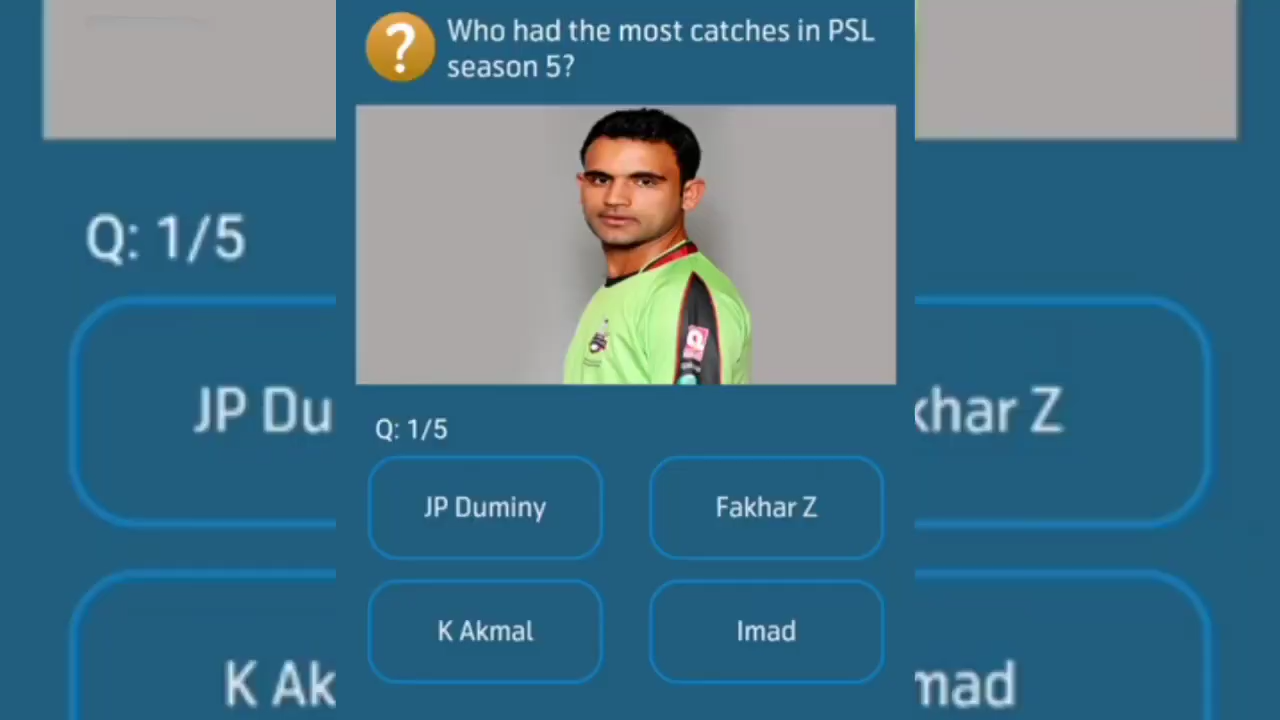 ?
Who had the most catches in PSL
season 5?
Q: 1/5
Q: 1/5
JP Du
khar Z
JP Duminy
Fakhar Z
K Akmal
Imad
K Ak
mad